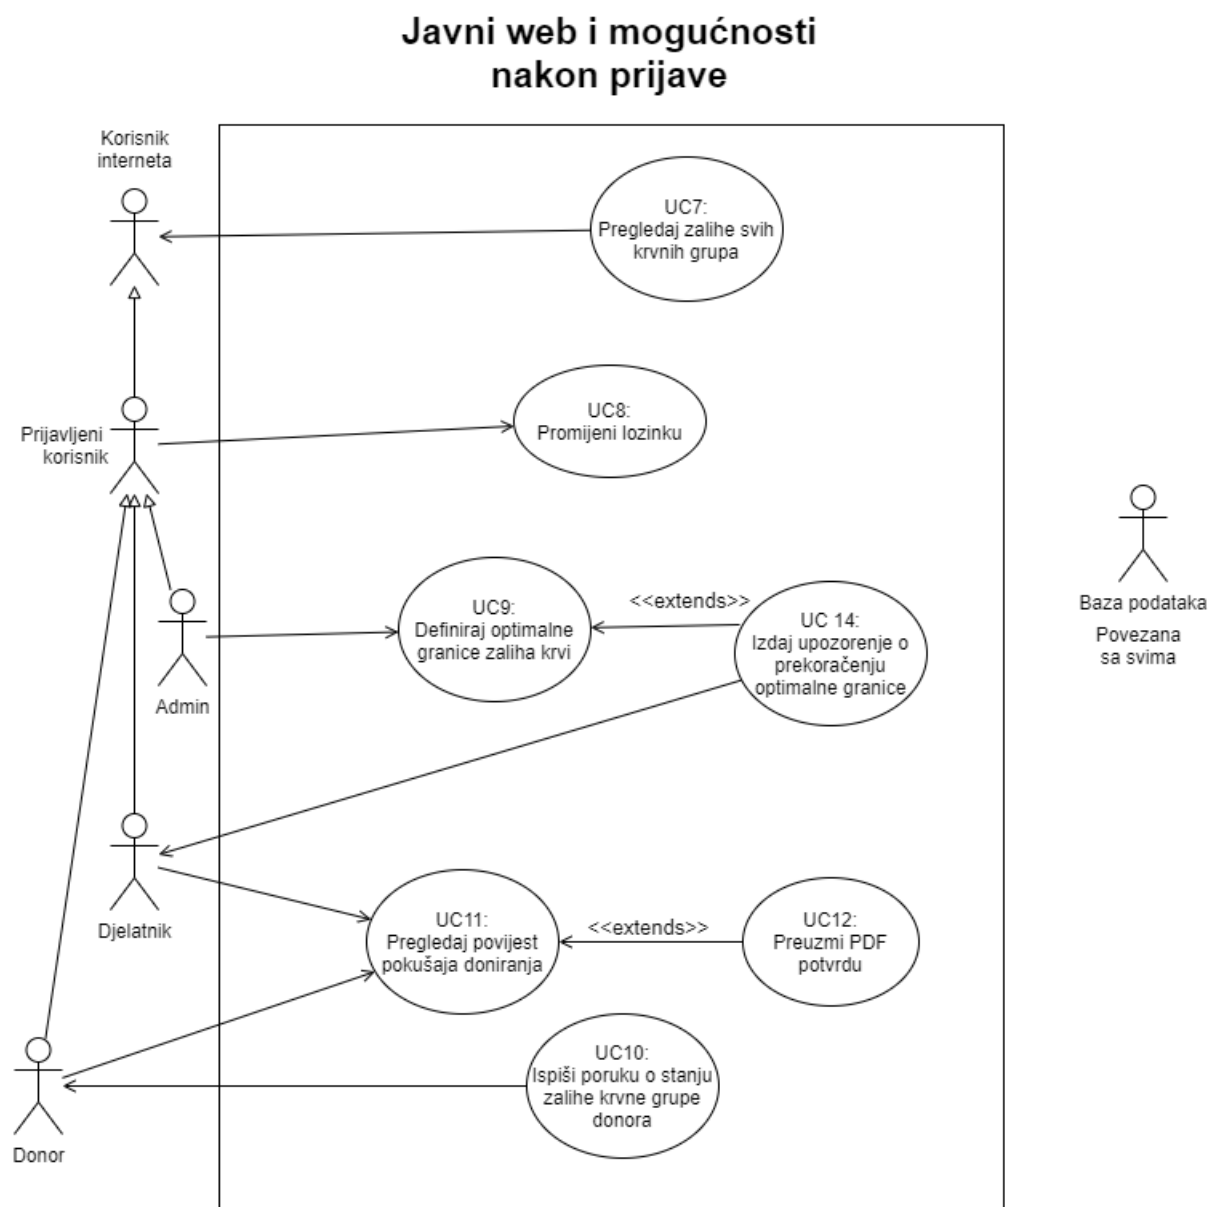 Javni web i mogućnosti
nakon prijave
Korisnik
interneta
UC7:
Pregledaj zalihe svih
krvnih grupa
Prijavljeni
korisnik
UC8:
Promijeni lozinku
Baza podataka
Povezana
sa svima
Admin
UC9:
Definiraj optimalne
granice zaliha krvi
<<extends>>
UC 14:
Izdaj upozorenje o
prekoračenju
optimalne granice
Djelatnik
UC11:
Pregledaj povijest
pokušaja doniranja
<<extends>>
UC12:
Preuzmi PDF
potvrdu
UC10:
Ispiši poruku o stanju
zalihe krvne grupe
donora
Donor